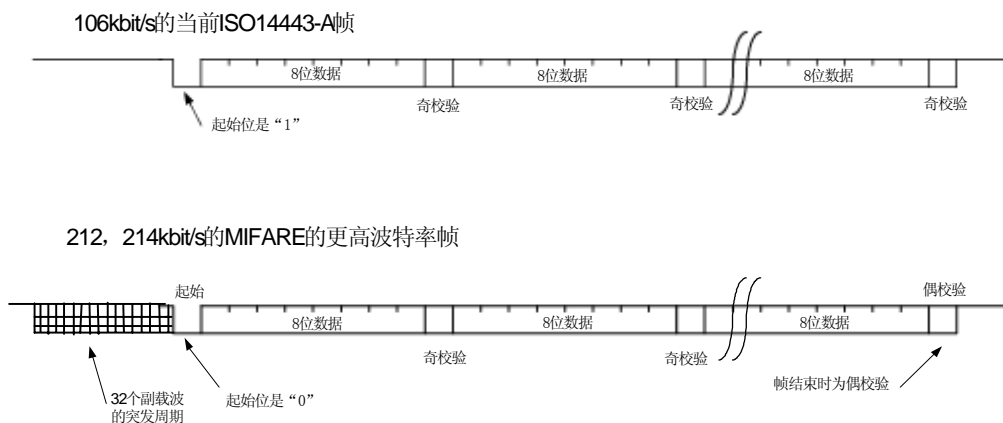 106kbit/s的当前ISO14443-A帧
8位数据
8位数据
8位数据
奇校验
奇校验
奇校验
起始位是“1”
212，214kbit/s的MIFARE的更高波特率帧
起始
偶校验
8位数据
8位数据
8位数据
奇校验
奇校验
帧结束时为偶校验
32个副载波
的突发周期
起始位是“0”